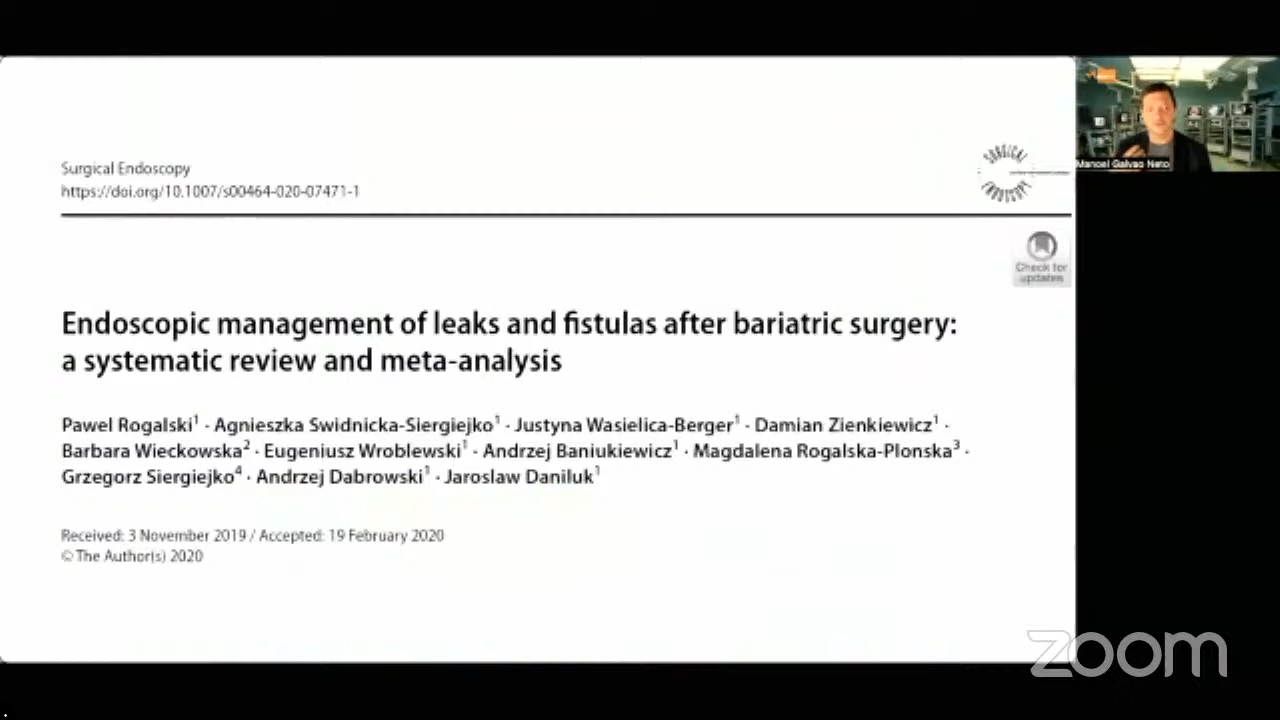 Surgical Endoscopy
https://doi.org/10.1007/s00464-020-07471-1
SURGICAL
ENDOSCOPY
Check for
updates
Endoscopic management of leaks and fistulas after bariatric surgery:
a systematic review and meta-analysis
Pawel Rogalski1 · Agnieszka Swidnicka-Siergiejko1 · Justyna Wasielica-Berger1 · Damian Zienkiewicz1 ·
Barbara Wieckowska2 · Eugeniusz Wroblewski1 · Andrzej Baniukiewicz1 · Magdalena Rogalska-Plonska3 ·
Grzegorz Siergiejko4 · Andrzej Dabrowski1 · Jaroslaw Daniluk1
Received: 3 November 2019 / Accepted: 19 February 2020
© The Author(s) 2020
Manoel Galvao Neto
zoom